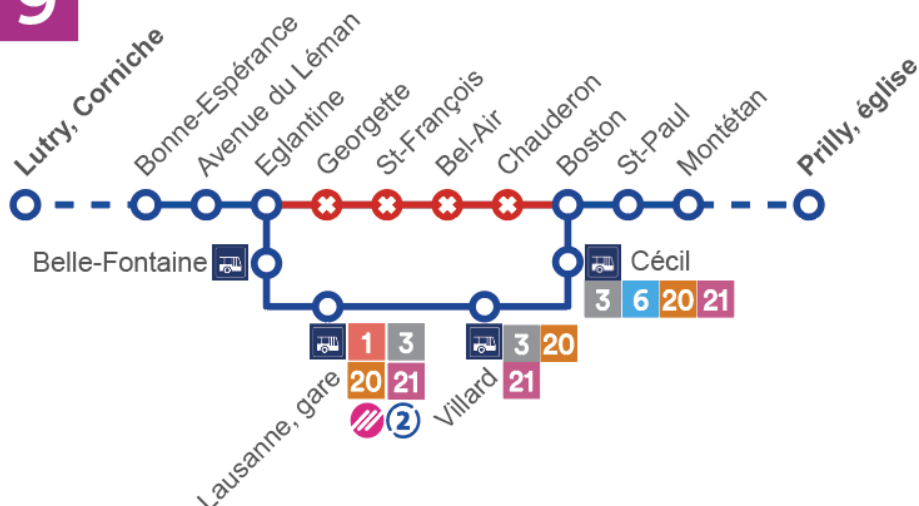 9
Lutry, Corniche
Bonne-Espérance
Avenue du Léman
Eglantine
Georgette
St-François
Bel-Air
Chauderon
Boston
St-Paul
Montétan
Prilly, église
Belle-Fontaine
Cécil
3 6 20 21
1 3
20 21
2
Lausanne, gare
3 20
21
Villard